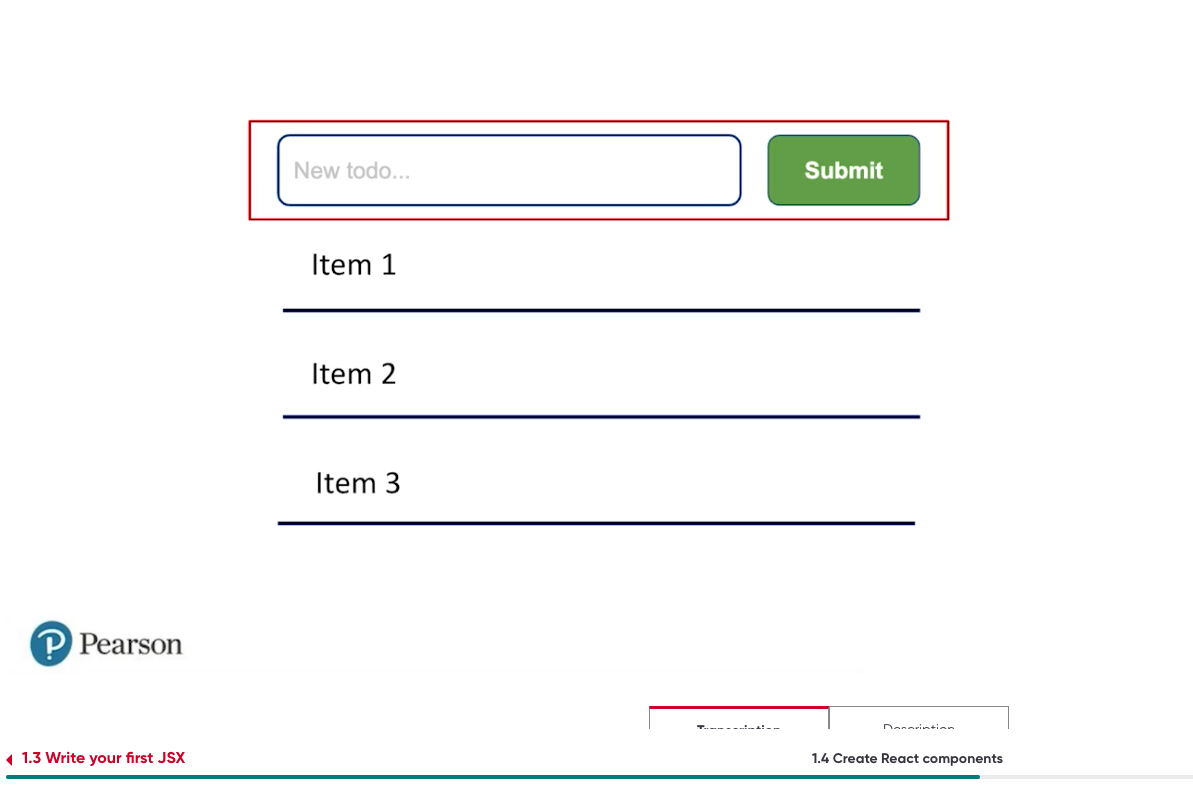 New todo...
Submit
Item 1
Item 2
Item 3
Pearson
Transcription
Description
1.3 Write your first JSX
1.4 Create React components